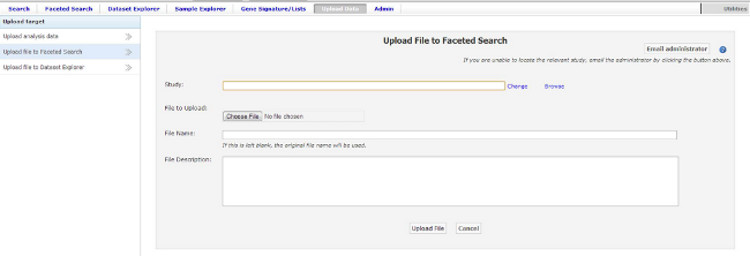 Search Faceted Search Dataset Explorer Sample Explorer Gene Signature/Lists Upload Data Admin Utilities
Upload target
Upload analysis data
Upload file to Faceted Search
Upload file to Dataset Explorer
Upload File to Faceted Search
Email administrator
If you are unable to locate the relevant study, email the administrator by clicking the button above.
Study: Change Browse
File to Upload:
Choose File No file chosen
File Name:
If this is left blank, the original file name will be used.
File Description:
Upload File Cancel